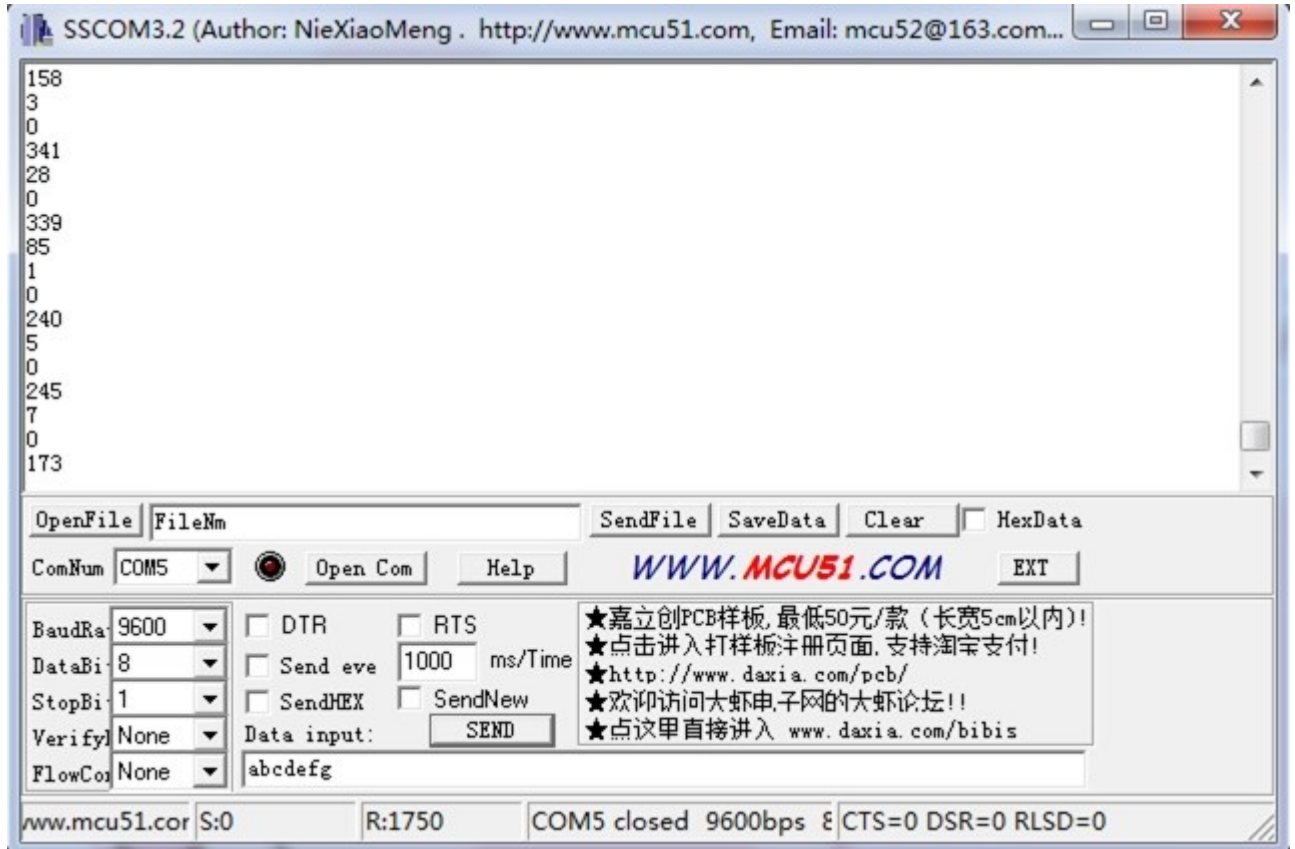 SSCOM3.2 (Author: NieXiaoMeng . http://www.mcu51.com, Email: mcu52@163.com...
158
3
0
341
28
0
339
85
1
0
240
5
0
245
7
0
173
OpenFile FileNm SendFile SaveData Clear HexData
ComNum COM5 Open Com Help WWW.MCU51.COM EXT
BaudRa 9600 DTR RTS
DataBi 8 Send eve 1000 ms/Time
StopBi 1 SendHEX SendNew
Verify None Data input: SEND
FlowCo None abcdefg
★嘉立创PCB样板,最低50元/款（长宽5cm以内)!
★点击进入打样板注册页面,支持淘宝支付!
★http://www.daxia.com/pcb/
★欢迎访问大虾电子网的大虾论坛!!
★点这里直接进入 www.daxia.com/bibis
www.mcu51.cor S:0 R:1750 COM5 closed 9600bps 8 CTS=0 DSR=0 RLSD=0